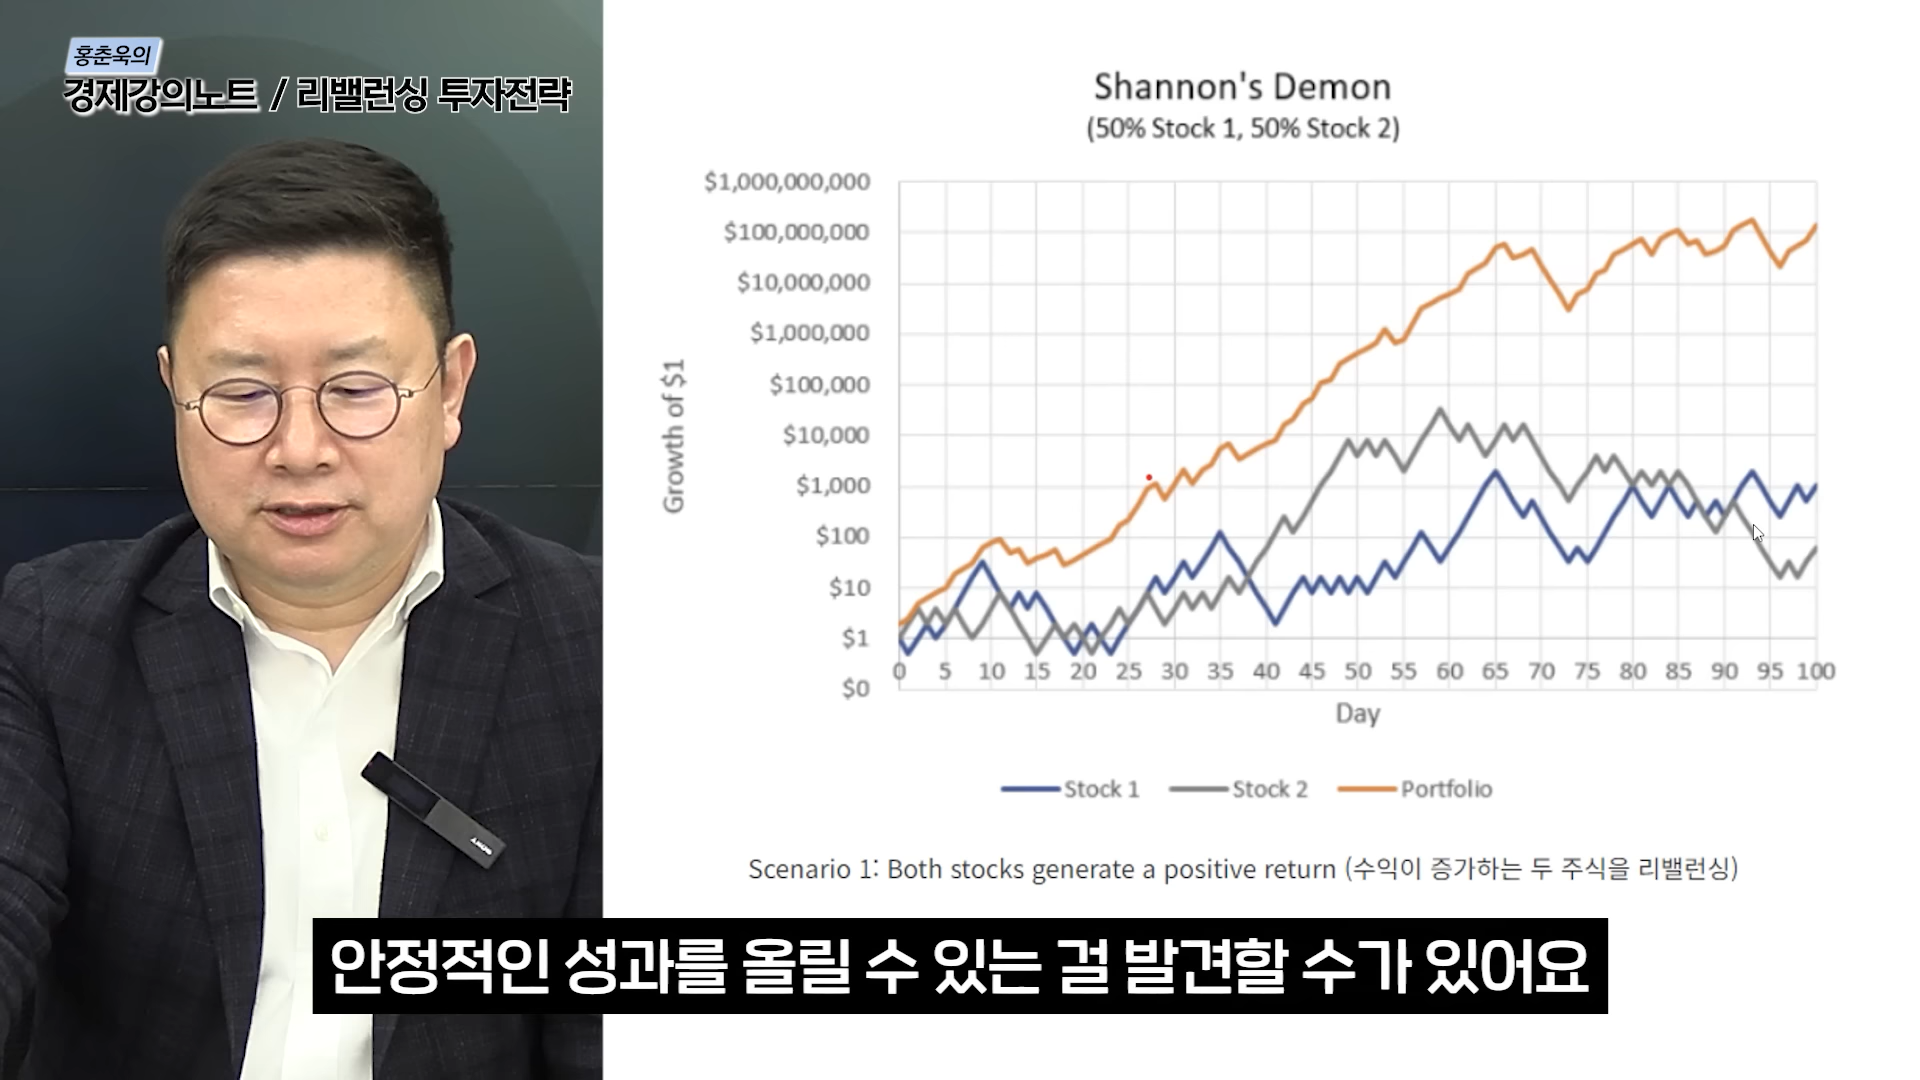 홍춘욱의
경제강의노트 / 리밸런싱 투자전략
Shannon's Demon
(50% Stock 1, 50% Stock 2)
Growth of $1
$1,000,000,000
$100,000,000
$10,000,000
$1,000,000
$100,000
$10,000
$1,000
$100
$10
$1
$0
0 5 10 15 20 25 30 35 40 45 50 55 60 65 70 75 80 85 90 95 100
Day
Stock 1 Stock 2 Portfolio
Scenario 1: Both stocks generate a positive return (수익이 증가하는 두 주식을 리밸런싱)
SONY
안정적인 성과를 올릴 수 있는 걸 발견할 수가 있어요